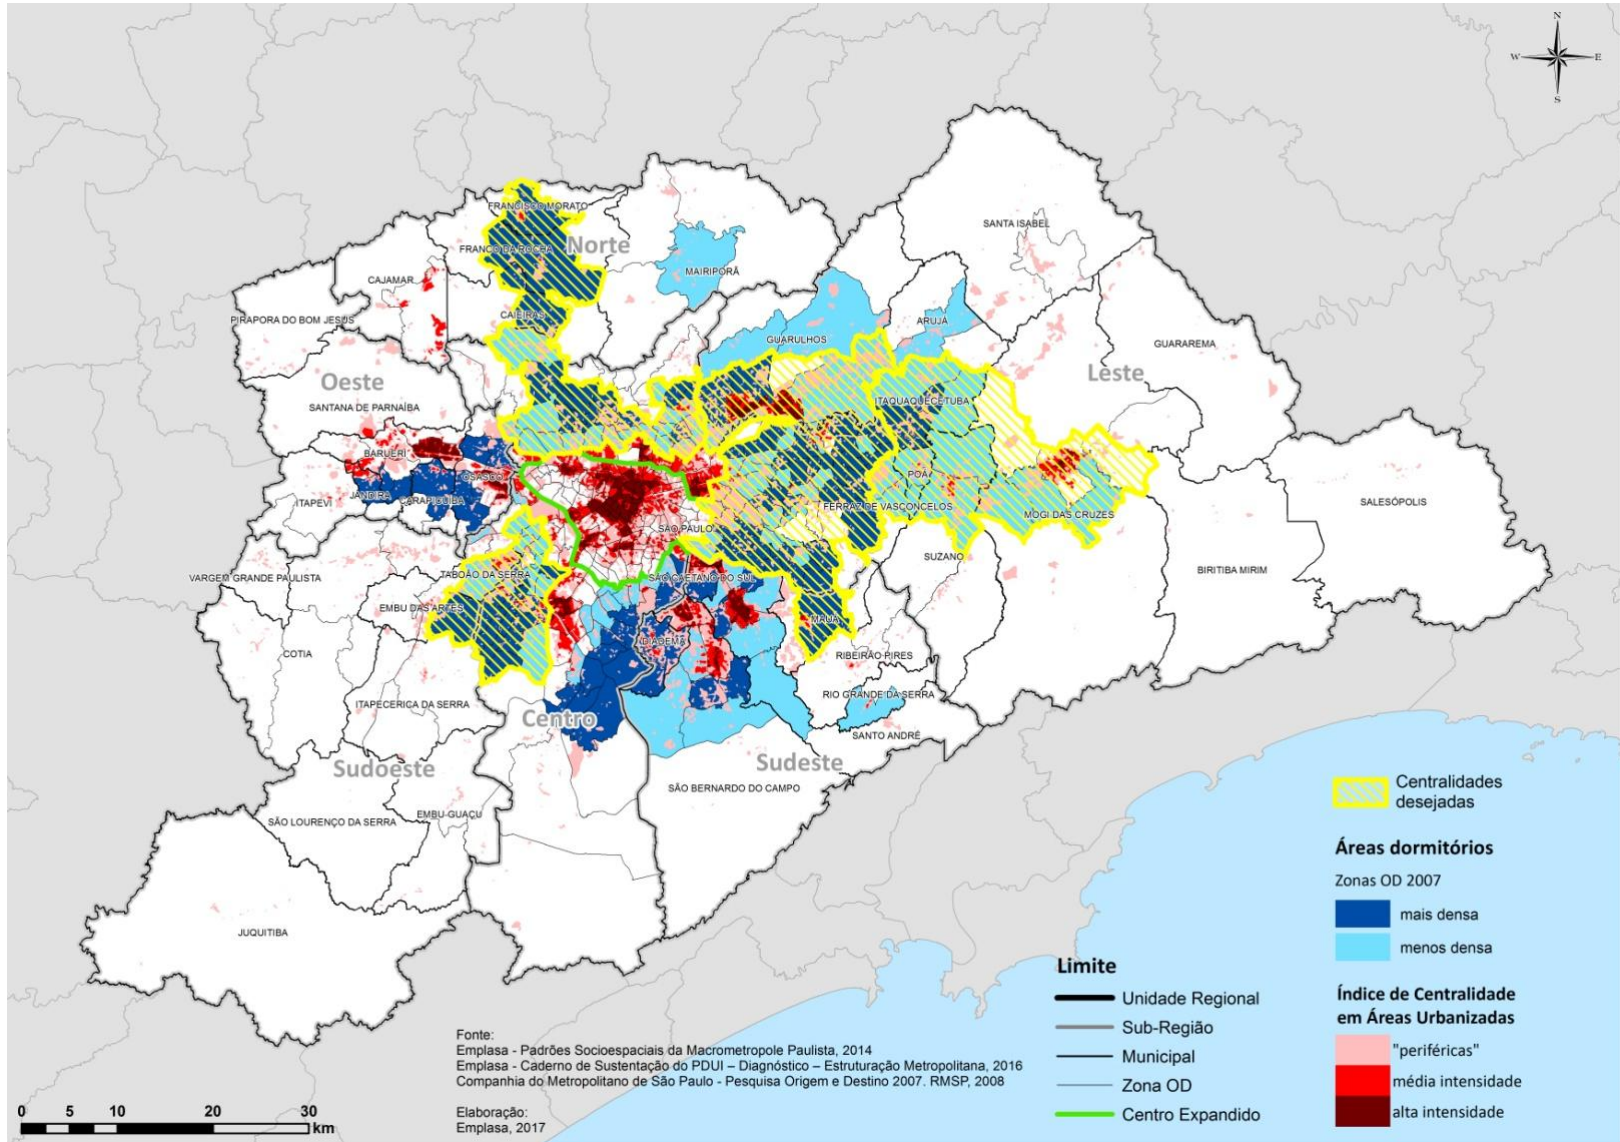 N
W
E
S
FRANCISCO MORATO
FRANCO DA ROCHA
Norte
MAIRIPORÃ
CAJAMAR
CAIEIRAS
PIRAPORA DO BOM JESUS
SANTA ISABEL
ARUJÁ
GUARULHOS
GUARAREMA
Leste
Oeste
SANTANA DE PARNAÍBA
ITAQUAQUECETUBA
BARUERI
OSASCO
JANDIRA
CARAPICUÍBA
ITAPEVI
POÁ
FERRAZ DE VASCONCELOS
MOGI DAS CRUZES
SALESÓPOLIS
SÃO PAULO
SUZANO
BIRITIBA MIRIM
VARGEM GRANDE PAULISTA
TABOÃO DA SERRA
SÃO CAETANO DO SUL
EMBU DAS ARTES
MAUÁ
DIADEMA
COTIA
RIBEIRÃO PIRES
RIO GRANDE DA SERRA
ITAPECERICA DA SERRA
Centro
SANTO ANDRÉ
Sudoeste
Sudeste
SÃO BERNARDO DO CAMPO
SÃO LOURENÇO DA SERRA
EMBU GUAÇU
JUQUITIBA
Centralidades
desejadas
Áreas dormitórios
Zonas OD 2007
mais densa
menos densa
Índice de Centralidade
em Áreas Urbanizadas
"periféricas"
média intensidade
alta intensidade
Limite
Unidade Regional
Sub-Região
Municipal
Zona OD
Centro Expandido
Fonte:
Emplasa - Padrões Socioespaciais da Macrometropole Paulista, 2014
Emplasa - Caderno de Sustentação do PDUI – Diagnóstico – Estruturação Metropolitana, 2016
Companhia do Metropolitano de São Paulo - Pesquisa Origem e Destino 2007. RMSP, 2008
Elaboração:
Emplasa, 2017
0 5 10 20 30
km